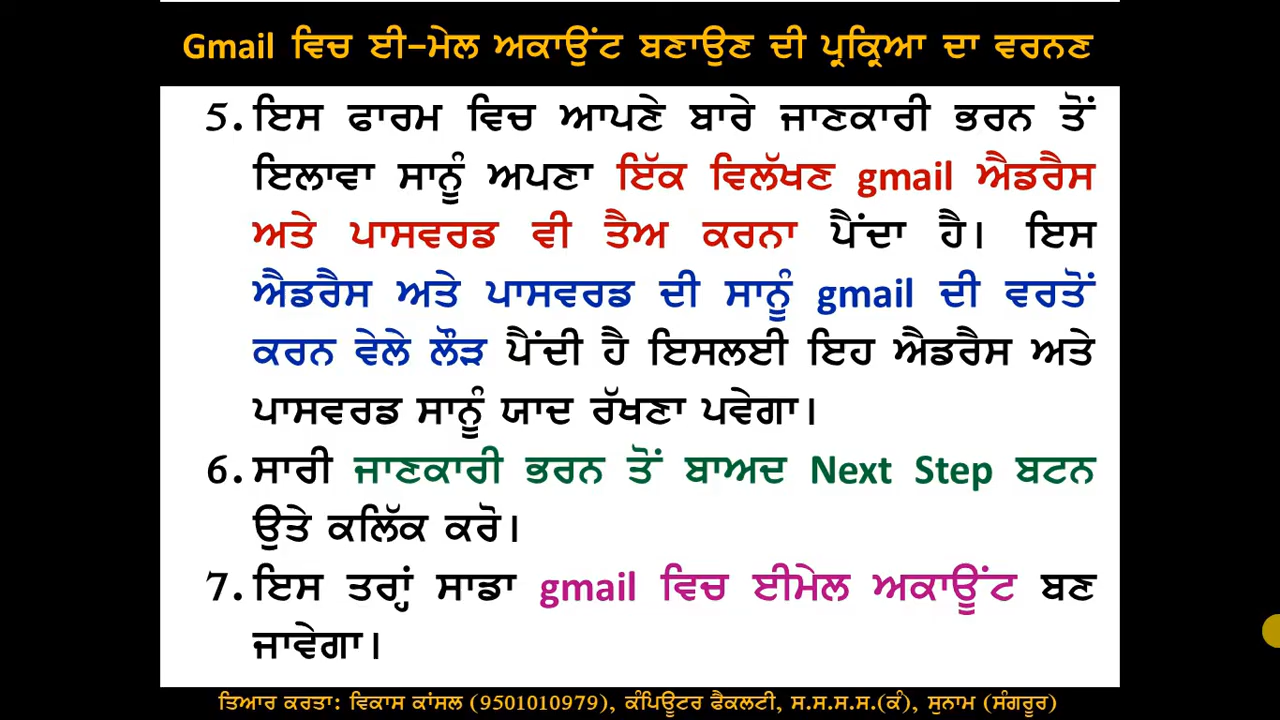 Gmail ਵਿਚ ਈ-ਮੇਲ ਅਕਾਉਂਟ ਬਣਾਉਣ ਦੀ ਪ੍ਰਕ੍ਰਿਆ ਦਾ ਵਰਨਣ
5. ਇਸ ਫਾਰਮ ਵਿਚ ਆਪਣੇ ਬਾਰੇ ਜਾਣਕਾਰੀ ਭਰਨ ਤੋਂ
ਇਲਾਵਾ ਸਾਨੂੰ ਅਪਣਾ ਇੱਕ ਵਿਲੱਖਣ gmail ਐਡਰੈਸ
ਅਤੇ ਪਾਸਵਰਡ ਵੀ ਤੈਅ ਕਰਨਾ ਪੈਂਦਾ ਹੈ। ਇਸ
ਐਡਰੈਸ ਅਤੇ ਪਾਸਵਰਡ ਦੀ ਸਾਨੂੰ gmail ਦੀ ਵਰਤੋਂ
ਕਰਨ ਵੇਲੇ ਲੌੜ ਪੈਂਦੀ ਹੈ ਇਸਲਈ ਇਹ ਐਡਰੈਸ ਅਤੇ
ਪਾਸਵਰਡ ਸਾਨੂੰ ਯਾਦ ਰੱਖਣਾ ਪਵੇਗਾ।
6. ਸਾਰੀ ਜਾਣਕਾਰੀ ਭਰਨ ਤੋਂ ਬਾਅਦ Next Step ਬਟਨ
ਉਤੇ ਕਲਿੱਕ ਕਰੋ।
7. ਇਸ ਤਰ੍ਹਾਂ ਸਾਡਾ gmail ਵਿਚ ਈਮੇਲ ਅਕਾਊਂਟ ਬਣ
ਜਾਵੇਗਾ।
ਤਿਆਰ ਕਰਤਾ: ਵਿਕਾਸ ਕਾਂਸਲ (9501010979), ਕੰਪਿਊਟਰ ਫੈਕਲਟੀ, ਸ.ਸ.ਸ.ਸ.(ਕੰ), ਸੁਨਾਮ (ਸੰਗਰੂਰ)